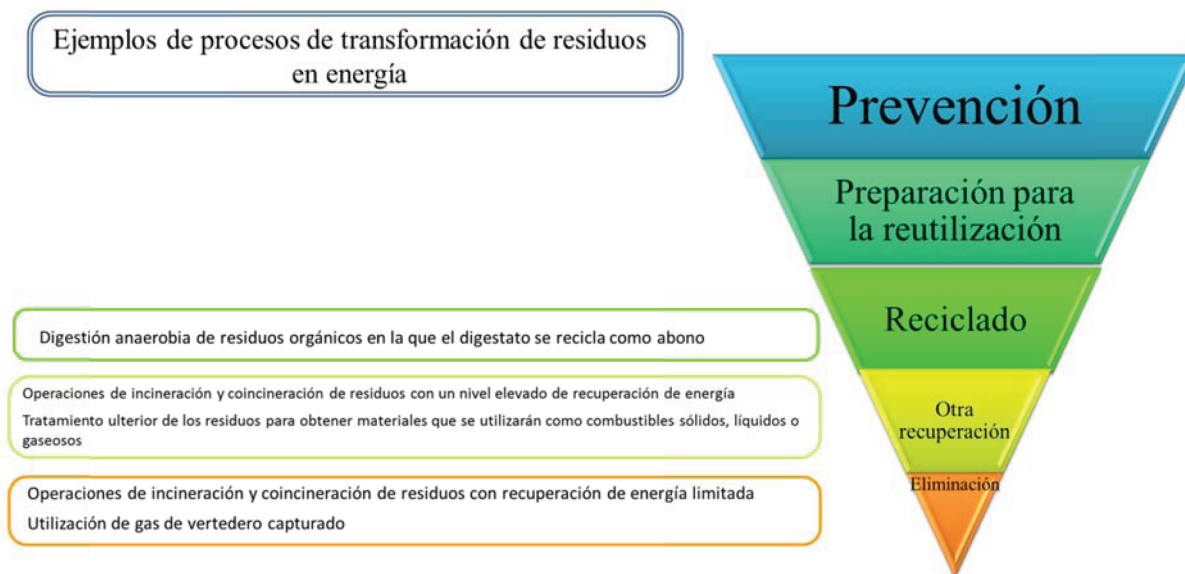 Ejemplos de procesos de transformación de residuos
en energía
Prevención
Preparación para
la reutilización
Reciclado
Digestión anaerobia de residuos orgánicos en la que el digestato se recicla como abono
Otra
recuperación
Operaciones de incineración y coincineración de residuos con un nivel elevado de recuperación de energía
Tratamiento ulterior de los residuos para obtener materiales que se utilizarán como combustibles sólidos, líquidos o
gaseosos
Eliminación
Operaciones de incineración y coincineración de residuos con recuperación de energía limitada
Utilización de gas de vertedero capturado